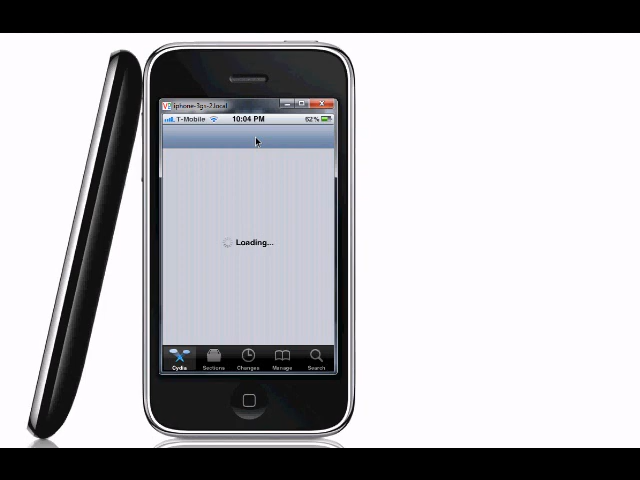 iphone-3gs-2.local
T-Mobile 10:04 PM 62%
Loading...
Cydia Sections Changes Manage Search